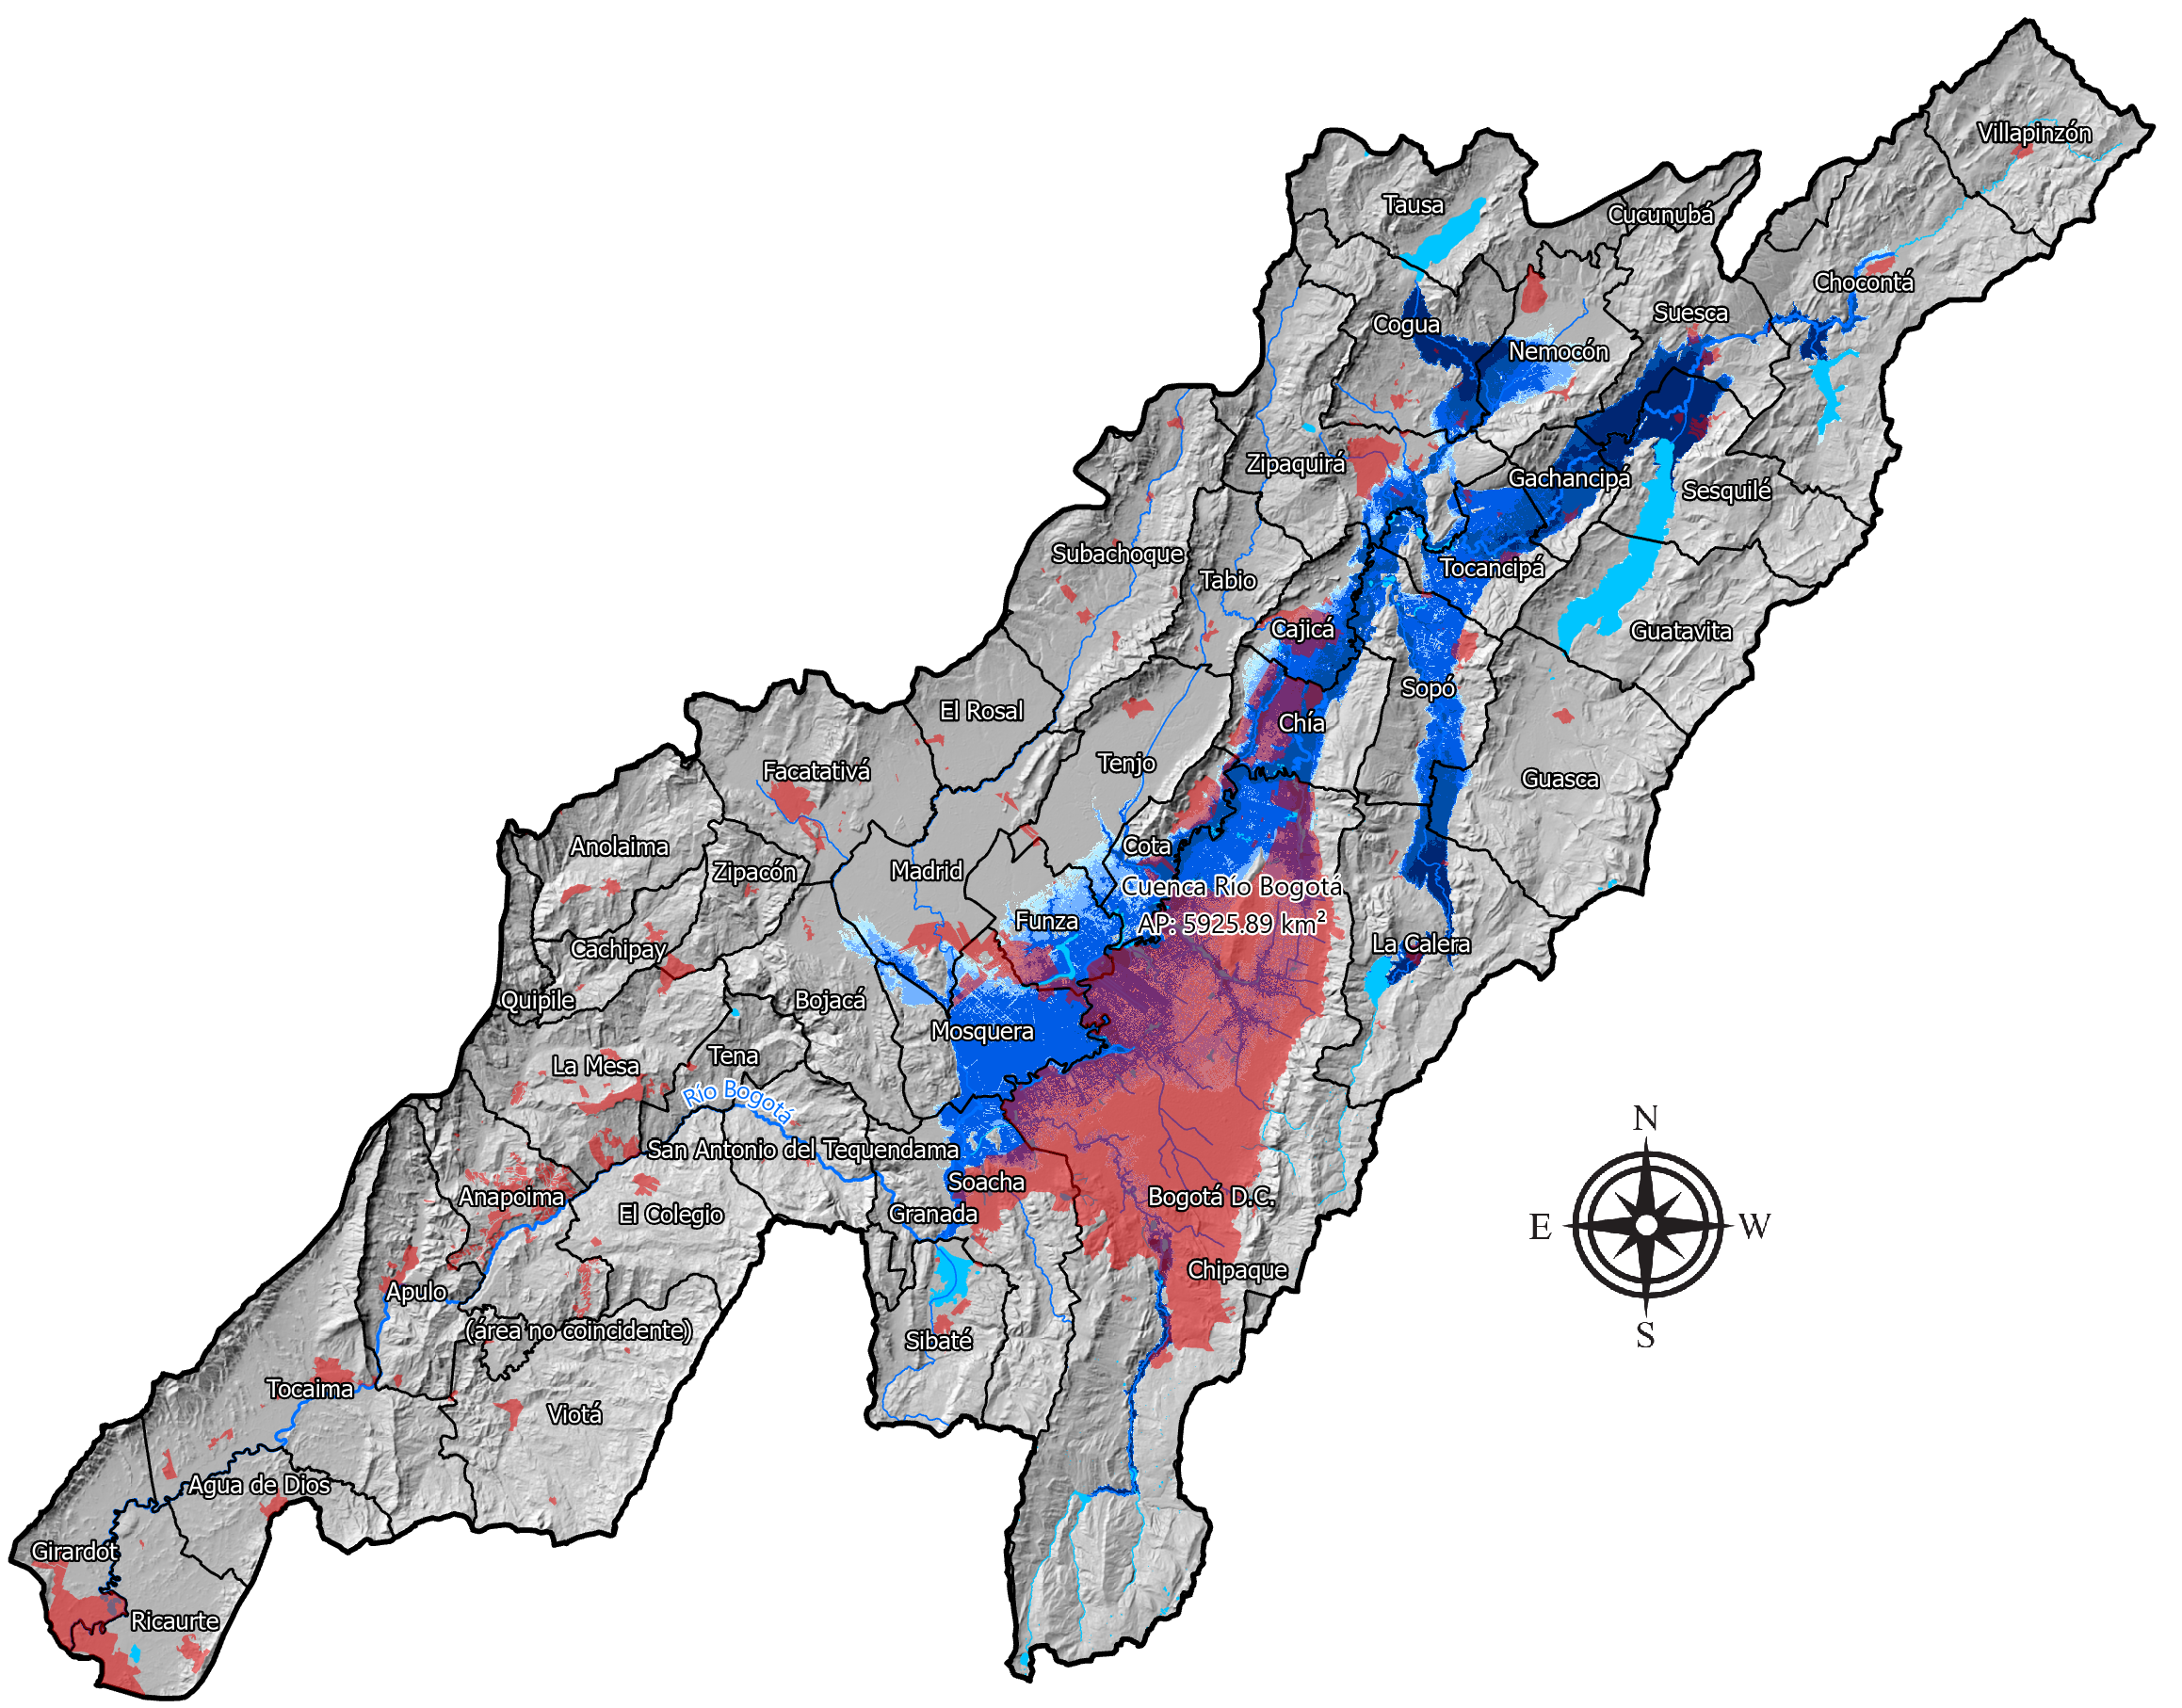 Villapinzón
Tausa
Cucunubá
Chocontá
Suesca
Cogua
Nemocón
Zipaquirá
Gachancipá
Sesquilé
Subachoque
Tabio
Tocancipá
Cajicá
Guatavita
Sopó
El Rosal
Chía
Facatativá
Tenjo
Guasca
Anolaima
Cota
Zipacón
Madrid
Cuenca Río Bogotá
AP: 5925.89 km²
Funza
Cachipay
La Calera
Quipile
Bojacá
Mosquera
Tena
La Mesa
Río Bogotá
San Antonio del Tequendama
Soacha
Anapoima
El Colegio
Granada
Bogotá D.C.
Chipaque
Apulo
(área no coincidente)
Sibaté
Tocaima
Viotá
Agua de Dios
Girardot
Ricaurte
N
E
W
S